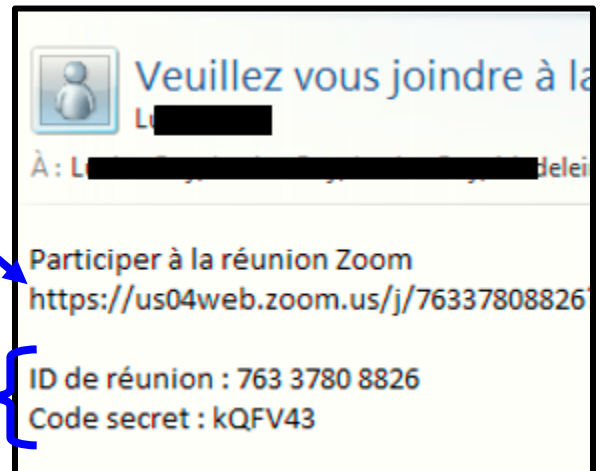 Veuillez vous joindre à la
À : L
Participer à la réunion Zoom
https://us04web.zoom.us/j/76337808826
ID de réunion : 763 3780 8826
Code secret : kQFV43